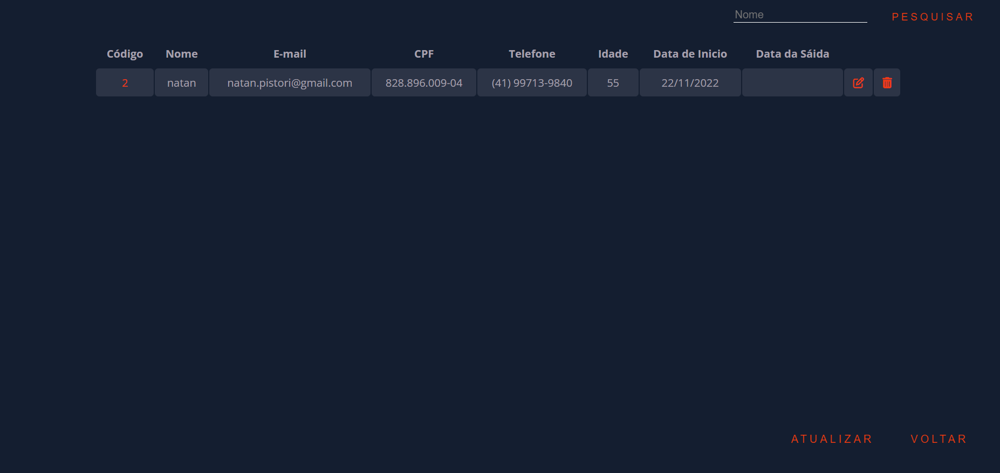 Nome PESQUISAR
Código Nome E-mail CPF Telefone Idade Data de Inicio Data da Sáida
2 natan natan.pistori@gmail.com 828.896.009-04 (41) 99713-9840 55 22/11/2022
ATUALIZAR VOLTAR